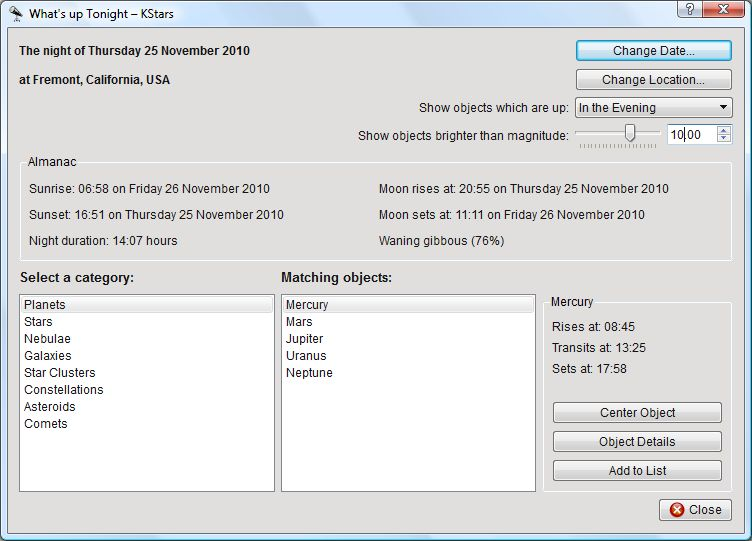 What's up Tonight – KStars
The night of Thursday 25 November 2010
Change Date...
at Fremont, California, USA
Change Location...
Show objects which are up: In the Evening
Show objects brighter than magnitude: 10.00
Almanac
Sunrise: 06:58 on Friday 26 November 2010
Moon rises at: 20:55 on Thursday 25 November 2010
Sunset: 16:51 on Thursday 25 November 2010
Moon sets at: 11:11 on Friday 26 November 2010
Night duration: 14:07 hours
Waning gibbous (76%)
Select a category:
Planets
Stars
Nebulae
Galaxies
Star Clusters
Constellations
Asteroids
Comets
Matching objects:
Mercury
Mars
Jupiter
Uranus
Neptune
Mercury
Rises at: 08:45
Transits at: 13:25
Sets at: 17:58
Center Object
Object Details
Add to List
Close